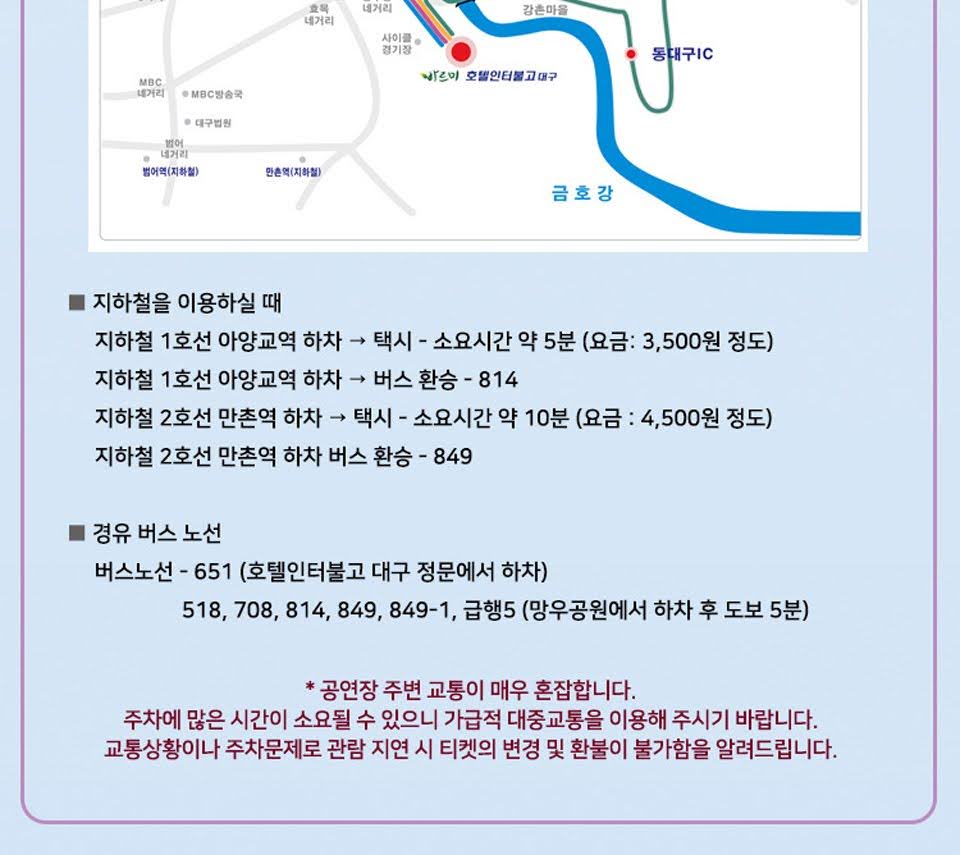 효목
네거리
네거리
강촌마을
사이클
경기장
동대구IC
바르미 호텔인터불고 대구
MBC
네거리
MBC방송국
대구법원
범어
네거리
범어역(지하철)
만촌역(지하철)
금호강
■ 지하철을 이용하실 때
지하철 1호선 아양교역 하차 → 택시 - 소요시간 약 5분 (요금: 3,500원 정도)
지하철 1호선 아양교역 하차 → 버스 환승 - 814
지하철 2호선 만촌역 하차 → 택시 - 소요시간 약 10분 (요금 : 4,500원 정도)
지하철 2호선 만촌역 하차 버스 환승 - 849
■ 경유 버스 노선
버스노선 - 651 (호텔인터불고 대구 정문에서 하차)
518, 708, 814, 849, 849-1, 급행5 (망우공원에서 하차 후 도보 5분)
* 공연장 주변 교통이 매우 혼잡합니다.
주차에 많은 시간이 소요될 수 있으니 가급적 대중교통을 이용해 주시기 바랍니다.
교통상황이나 주차문제로 관람 지연 시 티켓의 변경 및 환불이 불가함을 알려드립니다.